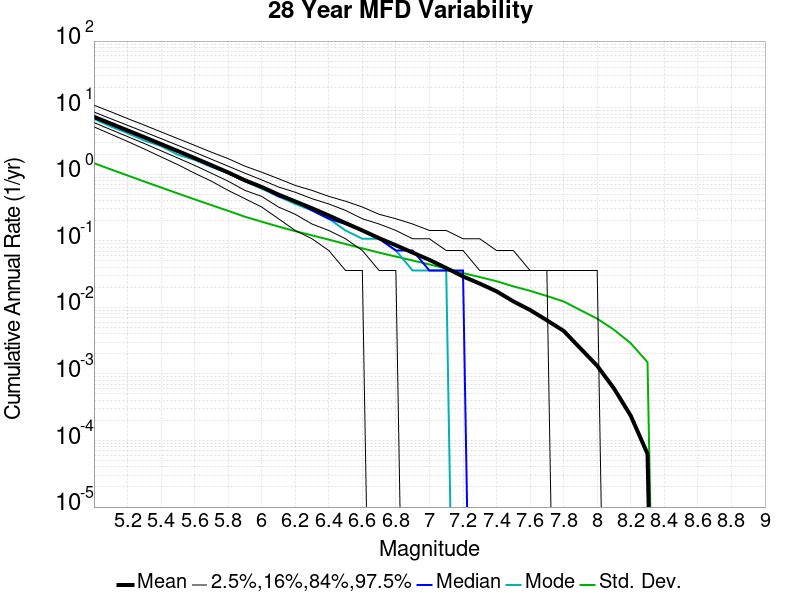 28 Year MFD Variability
10^2
10^1
10^0
10^-1
10^-2
10^-3
10^-4
10^-5
Cumulative Annual Rate (1/yr)
5.2 5.4 5.6 5.8 6 6.2 6.4 6.6 6.8 7 7.2 7.4 7.6 7.8 8 8.2 8.4 8.6 8.8 9
Magnitude
Mean 2.5%,16%,84%,97.5% Median Mode Std. Dev.